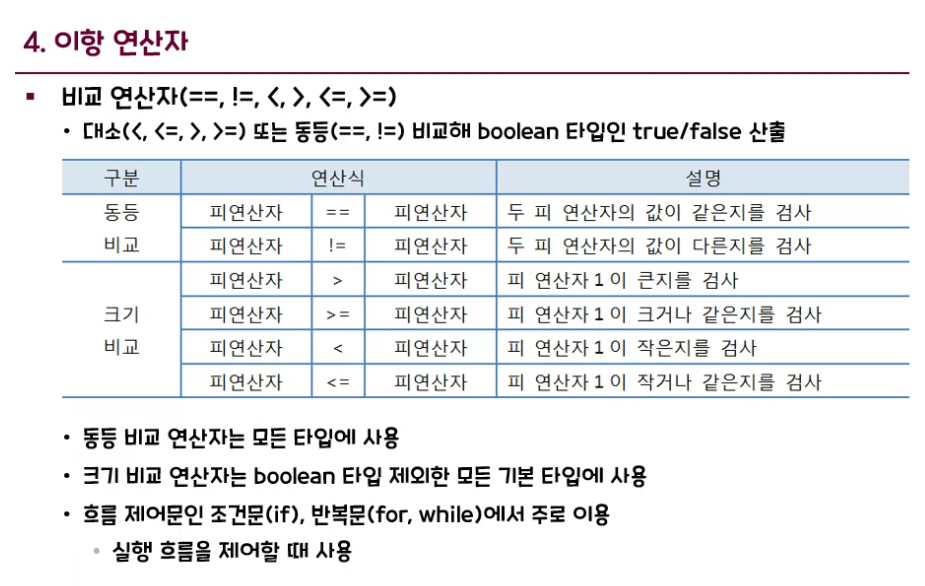 4. 이항 연산자
▪ 비교 연산자(==, !=, <, >, <=, >=)
• 대소(<, <=, >, >=) 또는 동등(==, !=) 비교해 boolean 타입인 true/false 산출
구분 연산식 설명
동등 비교
피연산자 == 피연산자 두 피 연산자의 값이 같은지를 검사
피연산자 != 피연산자 두 피 연산자의 값이 다른지를 검사
크기 비교
피연산자 > 피연산자 피 연산자1이 큰지를 검사
피연산자 >= 피연산자 피 연산자1이 크거나 같은지를 검사
피연산자 < 피연산자 피 연산자1이 작은지를 검사
피연산자 <= 피연산자 피 연산자1이 작거나 같은지를 검사
• 동등 비교 연산자는 모든 타입에 사용
• 크기 비교 연산자는 boolean 타입 제외한 모든 기본 타입에 사용
• 흐름 제어문인 조건문(if), 반복문(for, while)에서 주로 이용
• 실행 흐름을 제어할 때 사용